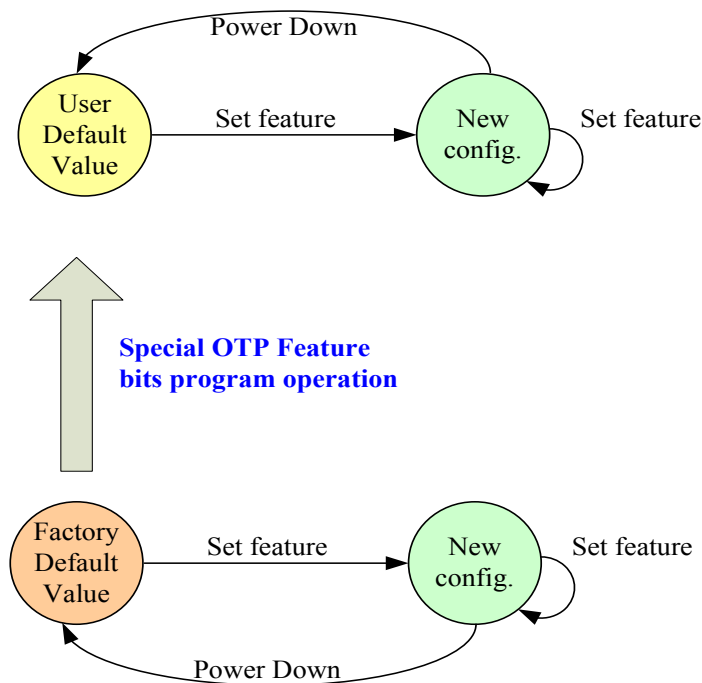 Power Down
User
Default
Value
Set feature
New
config.
Set feature
Special OTP Feature
bits program operation
Factory
Default
Value
Set feature
New
config.
Set feature
Power Down